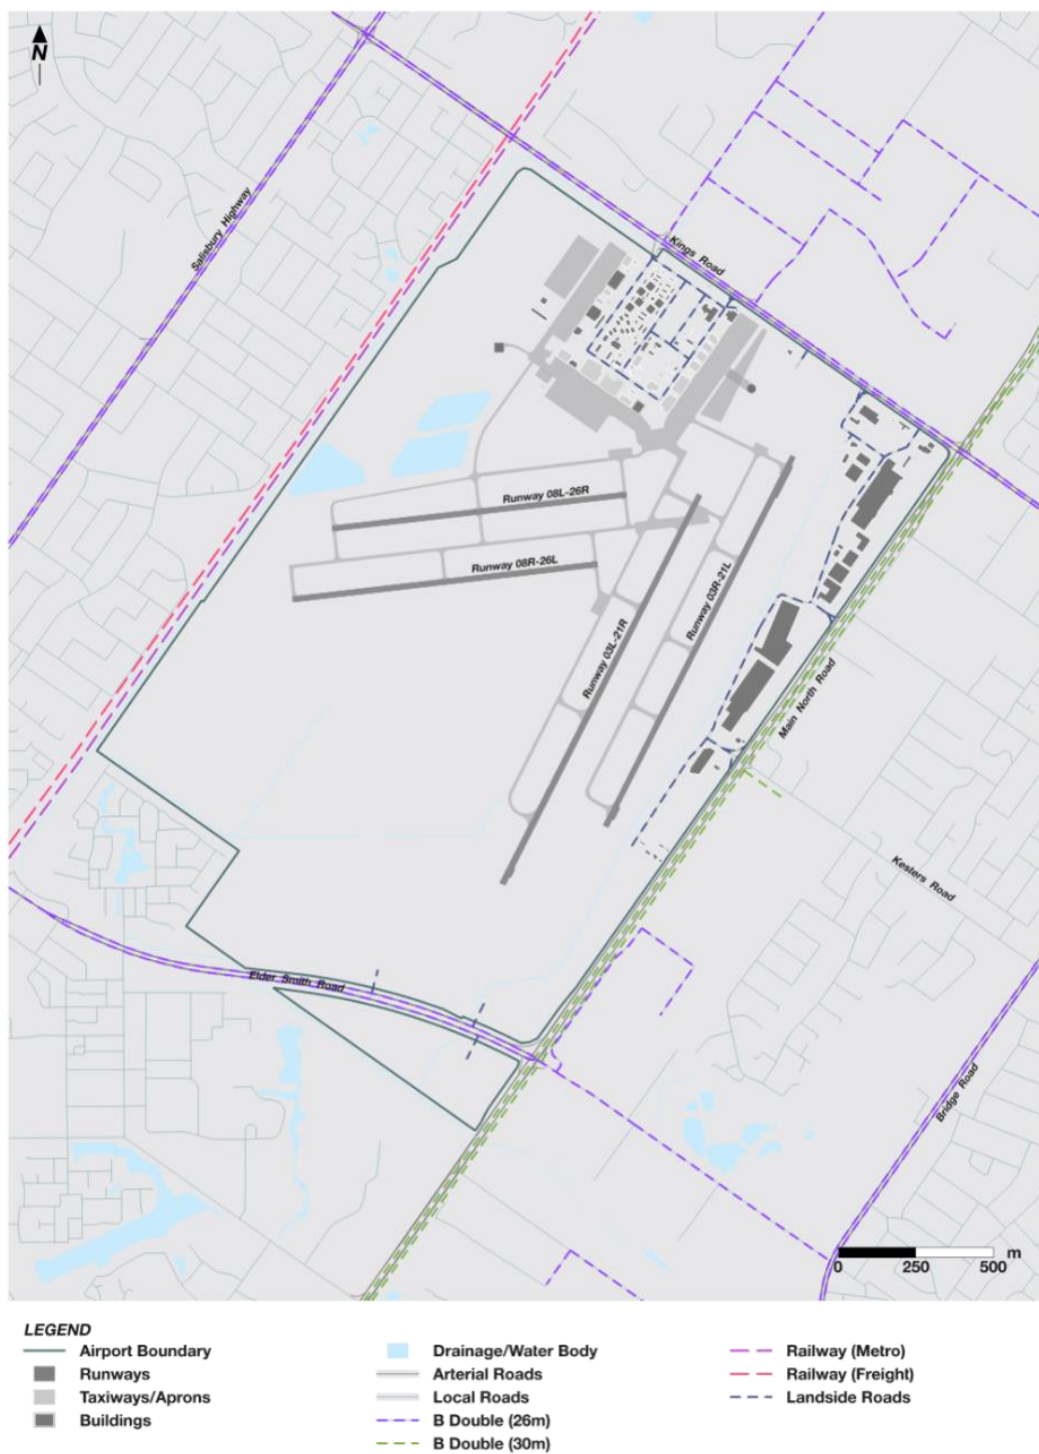 N
Salisbury Highway
Kings Road
Runway 08L-26R
Runway 08R-26L
Runway 03L-21R
Runway 03R-21L
Main North Road
Kesters Road
Elder Smith Road
Bridge Road
m
0 250 500
LEGEND
Airport Boundary
Runways
Taxiways/Aprons
Buildings
Drainage/Water Body
Arterial Roads
Local Roads
B Double (26m)
B Double (30m)
Railway (Metro)
Railway (Freight)
Landside Roads